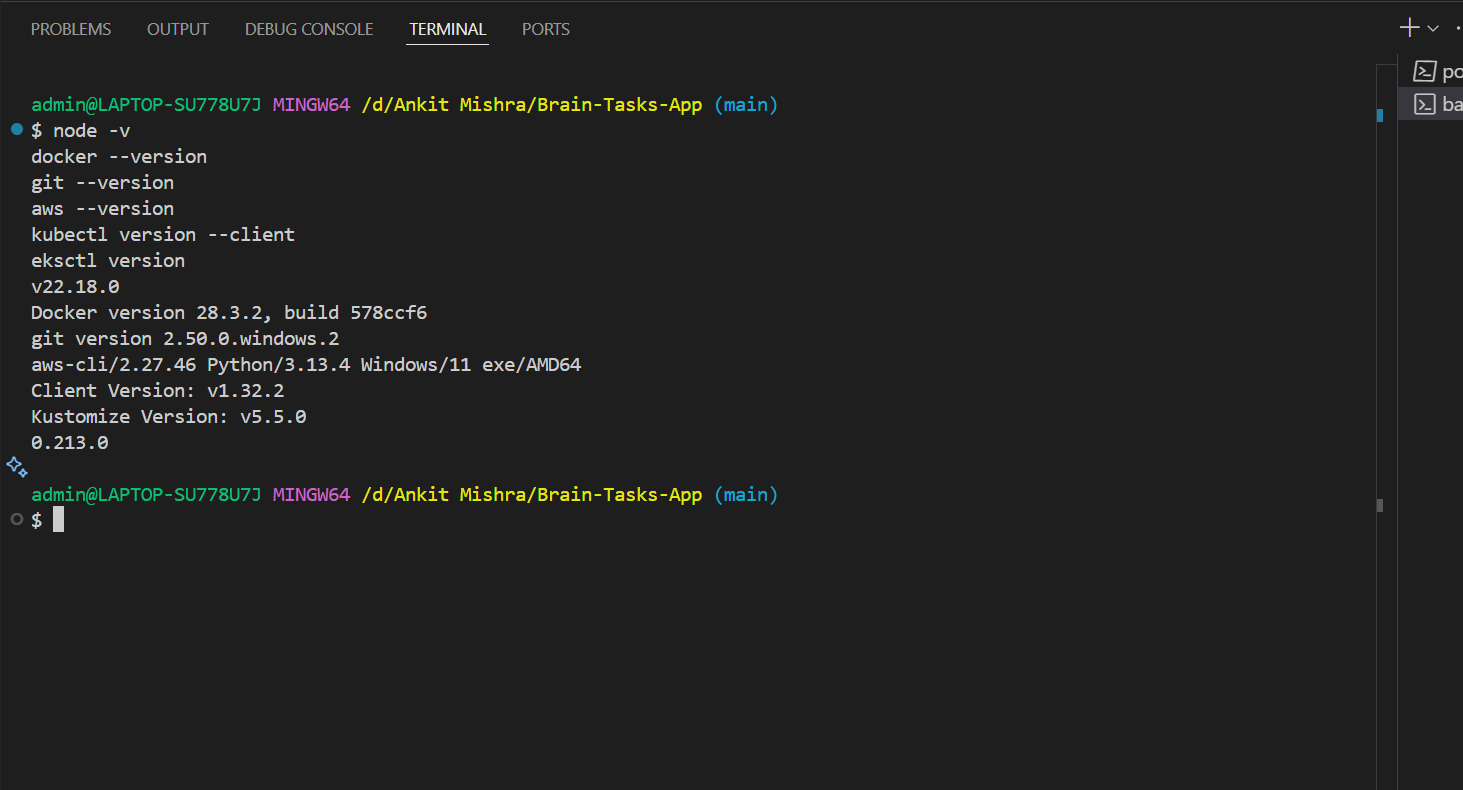 PROBLEMS OUTPUT DEBUG CONSOLE TERMINAL PORTS
admin@LAPTOP-SU778U7J MINGW64 /d/Ankit Mishra/Brain-Tasks-App (main)
$ node -v
docker --version
git --version
aws --version
kubectl version --client
eksctl version
v22.18.0
Docker version 28.3.2, build 578ccf6
git version 2.50.0.windows.2
aws-cli/2.27.46 Python/3.13.4 Windows/11 exe/AMD64
Client Version: v1.32.2
Kustomize Version: v5.5.0
0.213.0
admin@LAPTOP-SU778U7J MINGW64 /d/Ankit Mishra/Brain-Tasks-App (main)
$
po
ba